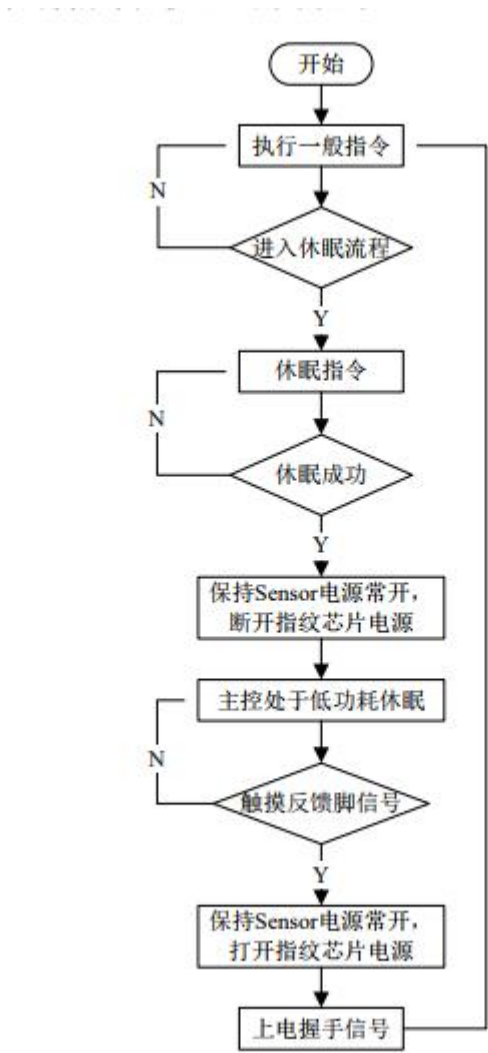 开始
执行一般指令
N
进入休眠流程
Y
休眠指令
N
休眠成功
Y
保持Sensor电源常开，
断开指纹芯片电源
主控处于低功耗休眠
N
触摸反馈脚信号
Y
保持Sensor电源常开，
打开指纹芯片电源
上电握手信号